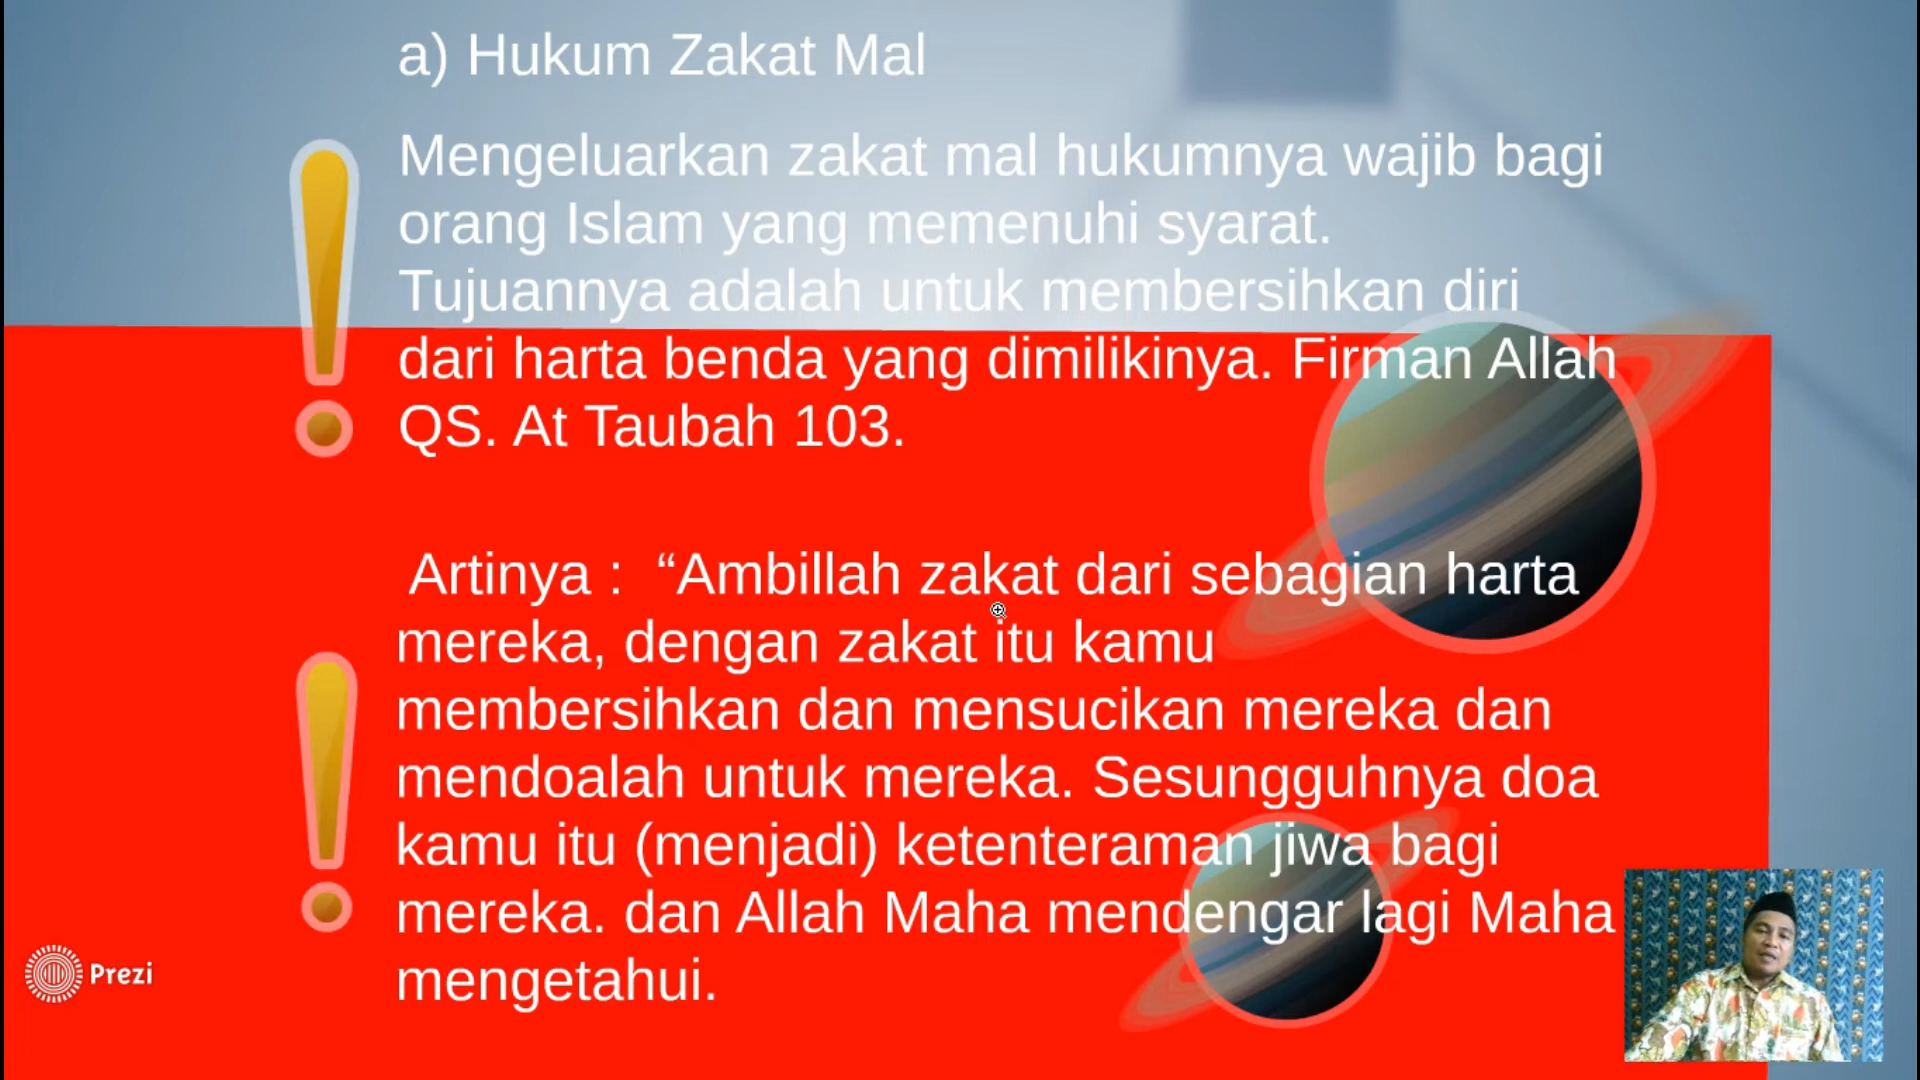 a) Hukum Zakat Mal
Mengeluarkan zakat mal hukumnya wajib bagi
orang Islam yang memenuhi syarat.
Tujuannya adalah untuk membersihkan diri
dari harta benda yang dimilikinya. Firman Allah
QS. At Taubah 103.
Artinya :  “Ambillah zakat dari sebagian harta
mereka, dengan zakat itu kamu
membersihkan dan mensucikan mereka dan
mendoalah untuk mereka. Sesungguhnya doa
kamu itu (menjadi) ketenteraman jiwa bagi
mereka. dan Allah Maha mendengar lagi Maha
mengetahui.
Prezi